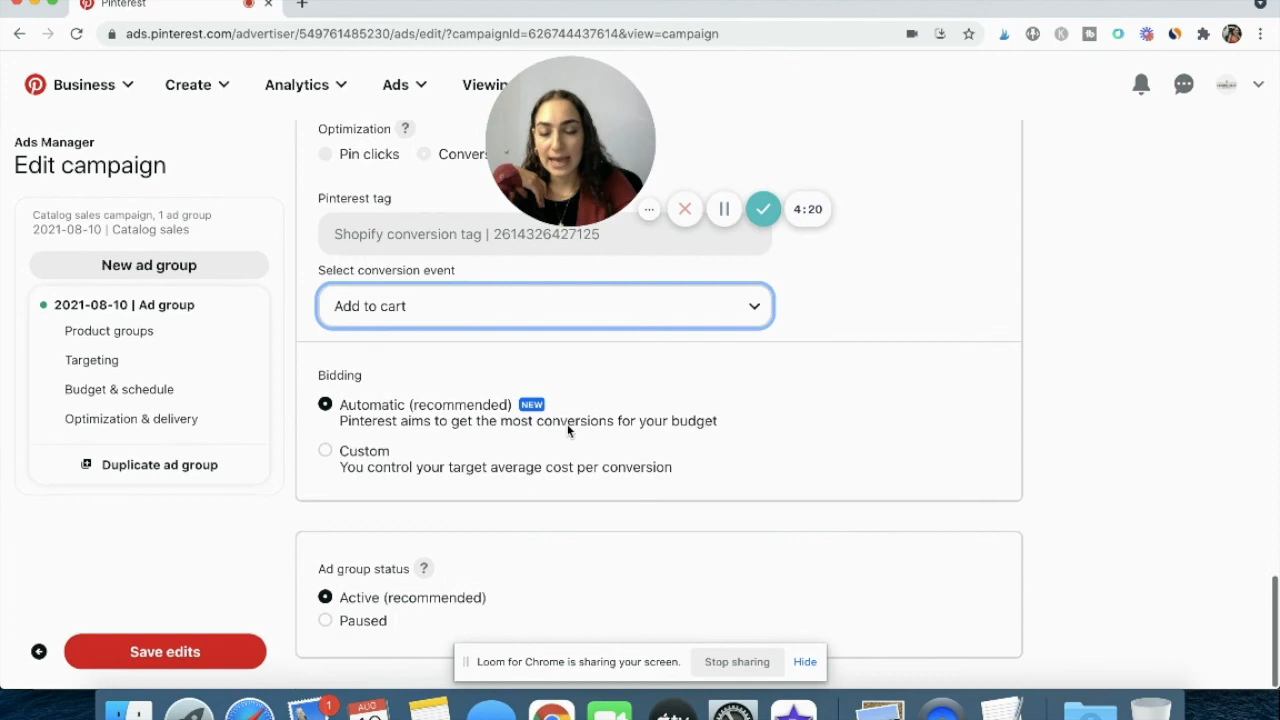 Pinterest
ads.pinterest.com/advertiser/549761485230/ads/edit/?campaignId=626744437614&view=campaign
Business
Create
Analytics
Ads
Viewin
Ads Manager
Edit campaign
Catalog sales campaign, 1 ad group
2021-08-10 | Catalog sales
New ad group
2021-08-10 | Ad group
Product groups
Targeting
Budget & schedule
Optimization & delivery
Duplicate ad group
Save edits
Optimization ?
Pin clicks
Convers
4:20
Pinterest tag
Shopify conversion tag | 2614326427125
Select conversion event
Add to cart
Bidding
Automatic (recommended) NEW
Pinterest aims to get the most conversions for your budget
Custom
You control your target average cost per conversion
Ad group status ?
Active (recommended)
Paused
Loom for Chrome is sharing your screen.
Stop sharing
Hide
1
AUG